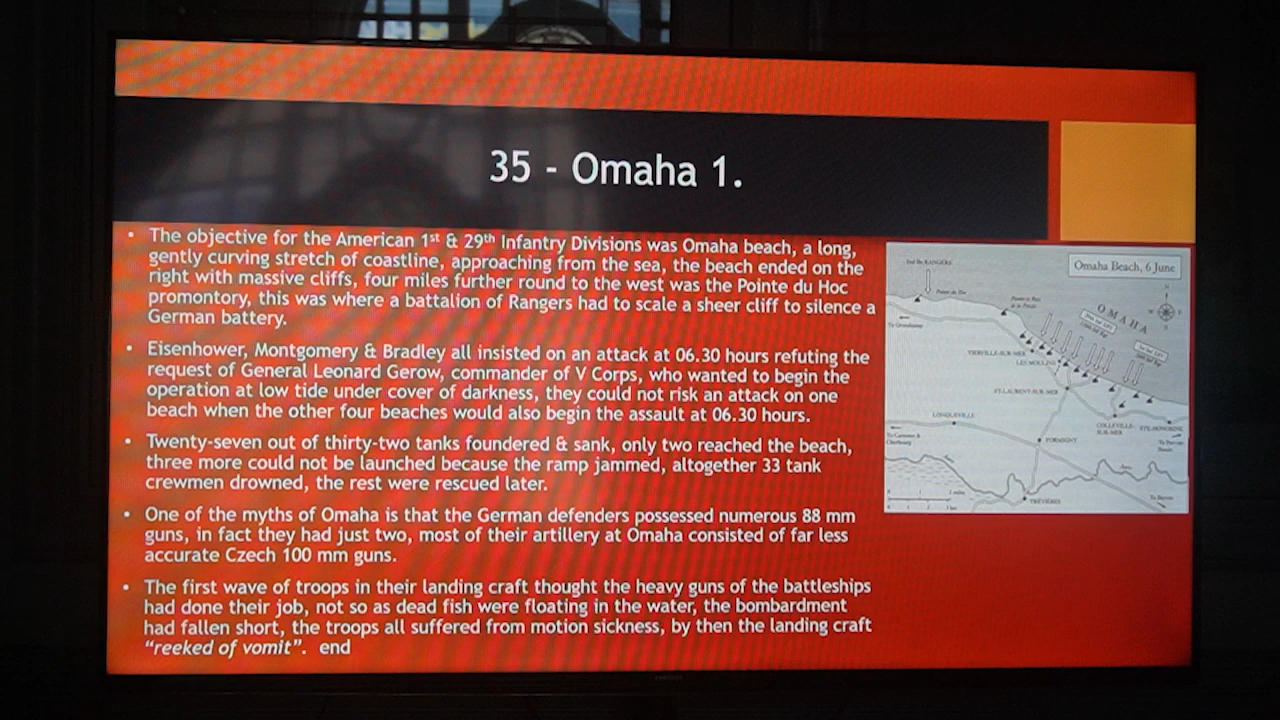 35 - Omaha 1.
• The objective for the American 1st & 29th Infantry Divisions was Omaha beach, a long,
gently curving stretch of coastline, approaching from the sea, the beach ended on the
right with massive cliffs, four miles further round to the west was the Pointe du Hoc
promontory, this was where a battalion of Rangers had to scale a sheer cliff to silence a
German battery.
• Eisenhower, Montgomery & Bradley all insisted on an attack at 06.30 hours refuting the
request of General Leonard Gerow, commander of V Corps, who wanted to begin the
operation at low tide under cover of darkness, they could not risk an attack on one
beach when the other four beaches would also begin the assault at 06.30 hours.
• Twenty-seven out of thirty-two tanks foundered & sank, only two reached the beach,
three more could not be launched because the ramp jammed, altogether 33 tank
crewmen drowned, the rest were rescued later.
• One of the myths of Omaha is that the German defenders possessed numerous 88 mm
guns, in fact they had just two, most of their artillery at Omaha consisted of far less
accurate Czech 100 mm guns.
• The first wave of troops in their landing craft thought the heavy guns of the battleships
had done their job, not so as dead fish were floating in the water, the bombardment
had fallen short, the troops all suffered from motion sickness, by then the landing craft
“reeked of vomit”. end
Omaha Beach, 6 June
2nd Bn RANGERS
Pointe du Hoc
To Grandcamp
OMAHA
VIERVILLE-SUR-MER
LES MOULINS
ST-LAURENT-SUR-MER
LONGUEVILLE
COLLEVILLE-
SUR-MER
STE-HONORINE
FORMIGNY
TRÉVIÈRES
To Bayeux
SAMSUNG